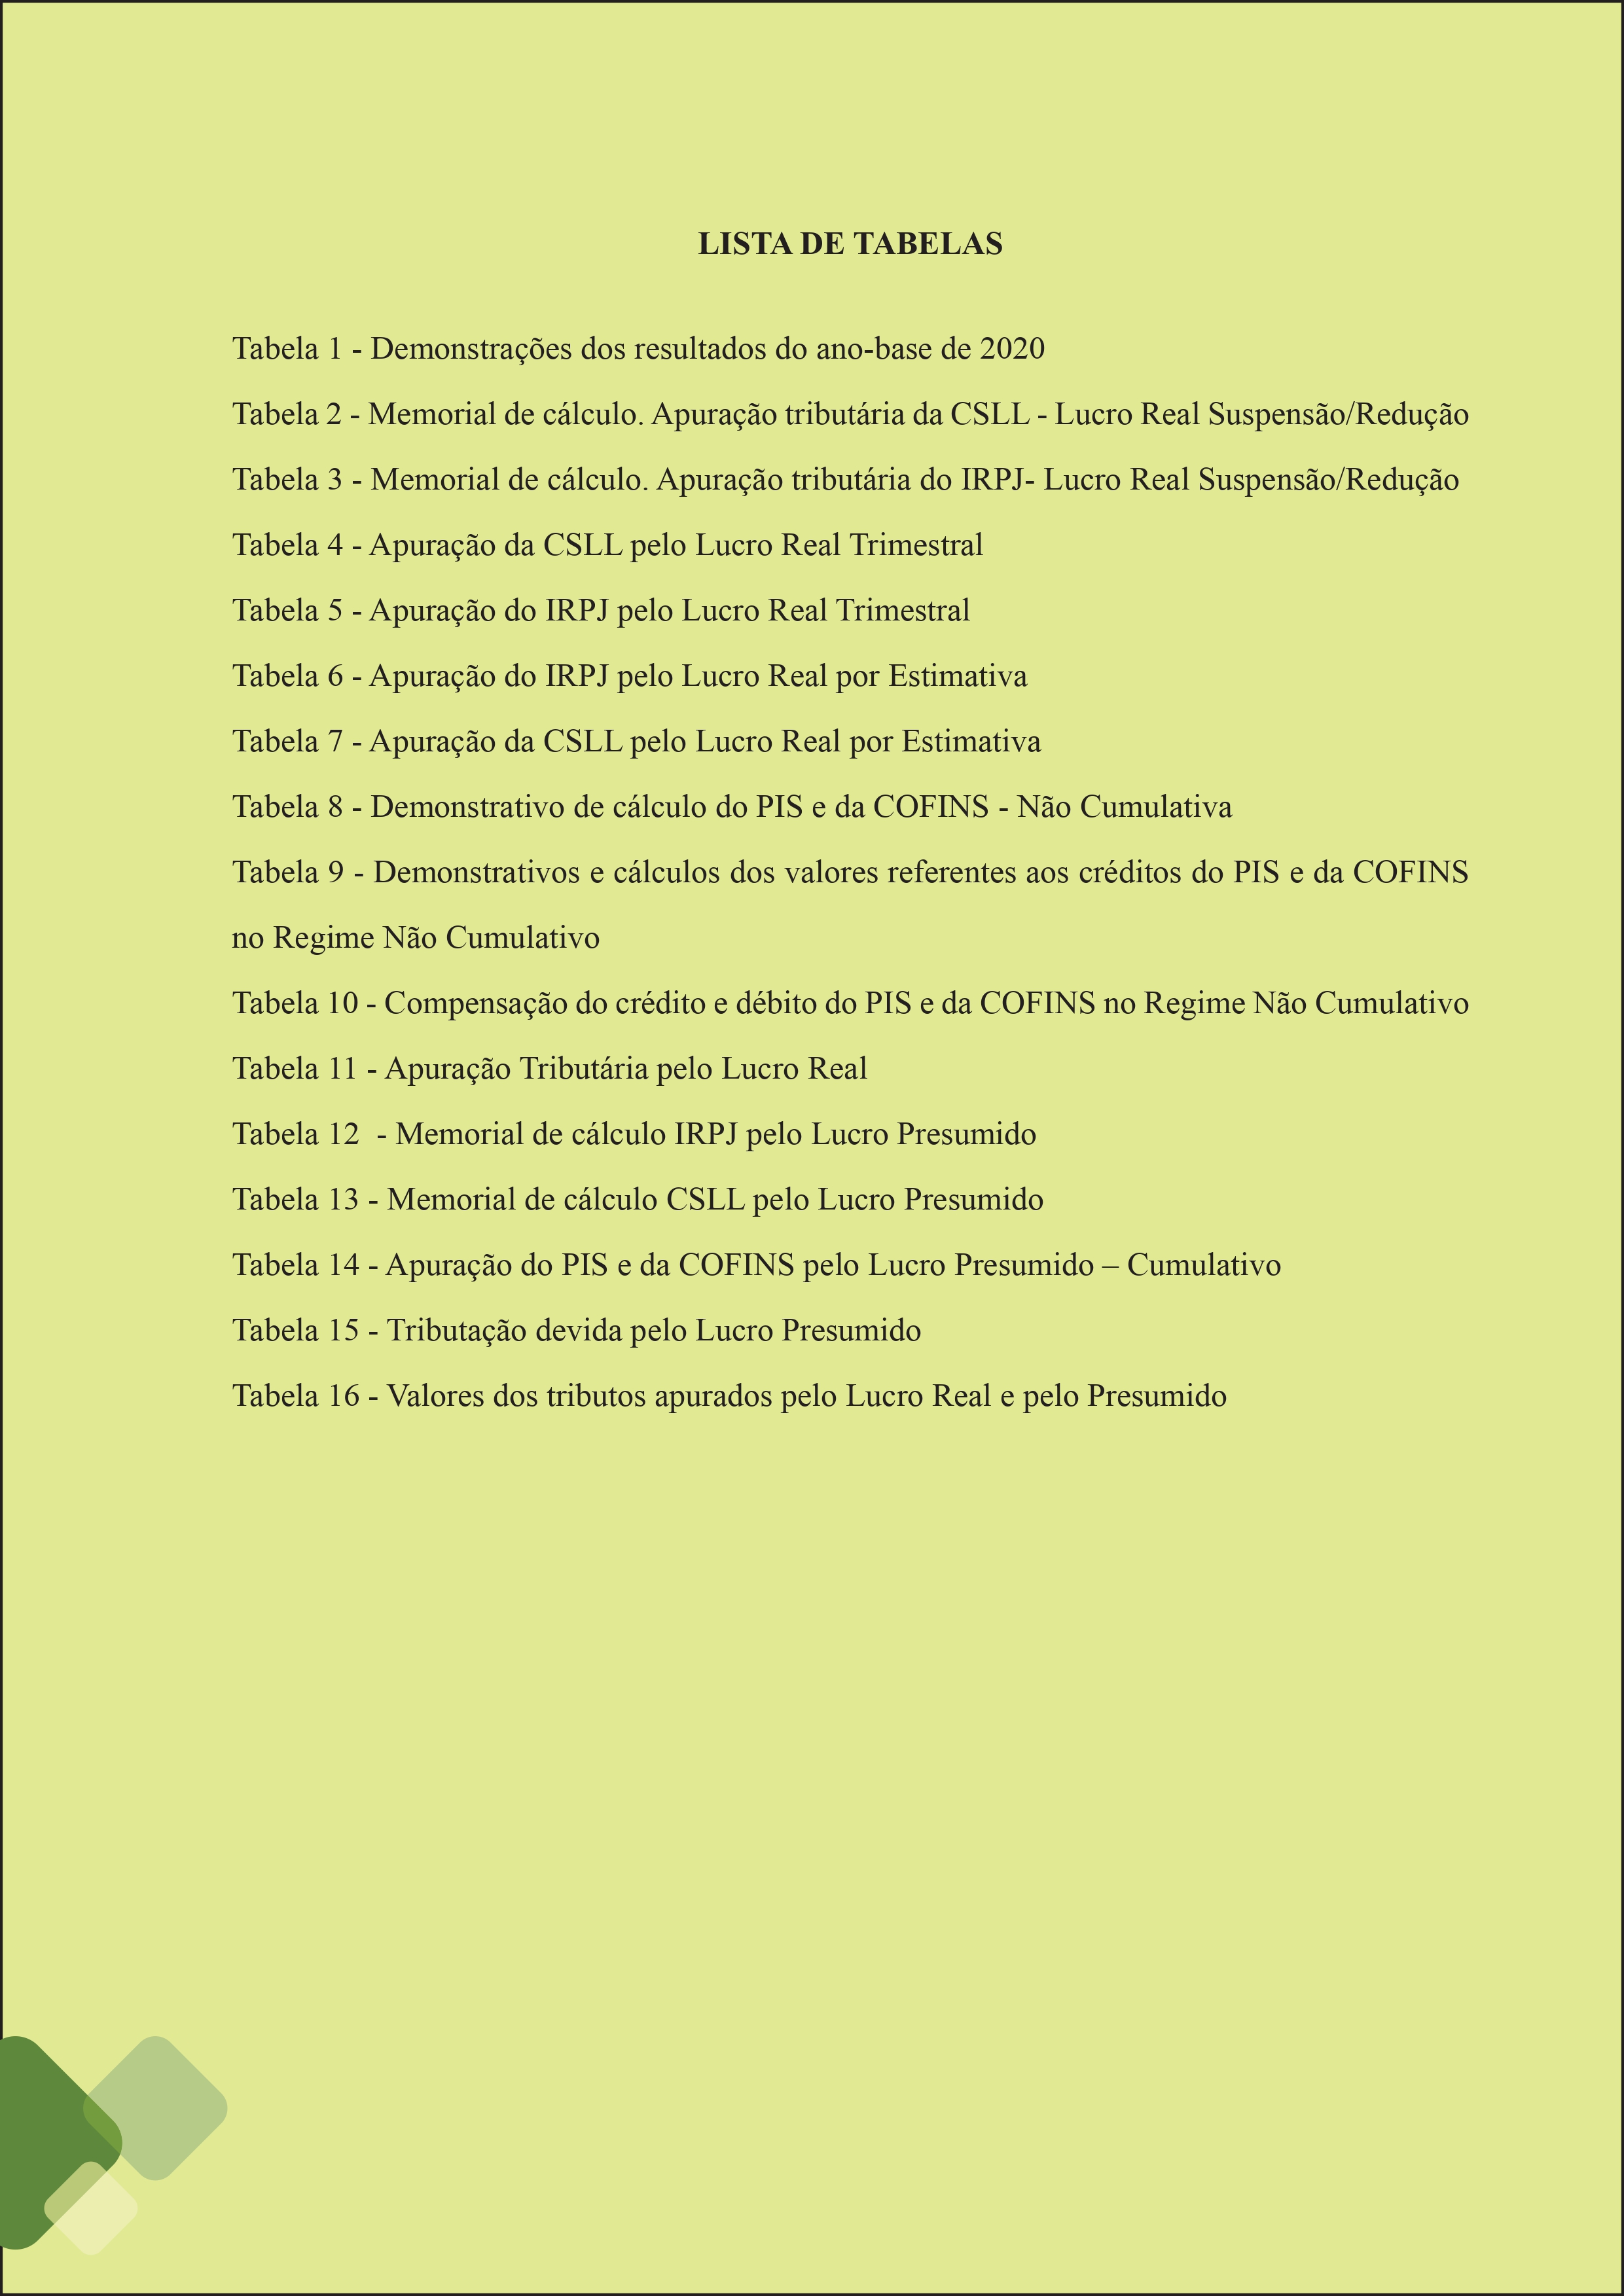 LISTA DE TABELAS
Tabela 1 - Demonstrações dos resultados do ano-base de 2020
Tabela 2 - Memorial de cálculo. Apuração tributária da CSLL - Lucro Real Suspensão/Redução
Tabela 3 - Memorial de cálculo. Apuração tributária do IRPJ- Lucro Real Suspensão/Redução
Tabela 4 - Apuração da CSLL pelo Lucro Real Trimestral
Tabela 5 - Apuração do IRPJ pelo Lucro Real Trimestral
Tabela 6 - Apuração do IRPJ pelo Lucro Real por Estimativa
Tabela 7 - Apuração da CSLL pelo Lucro Real por Estimativa
Tabela 8 - Demonstrativo de cálculo do PIS e da COFINS - Não Cumulativa
Tabela 9 - Demonstrativos e cálculos dos valores referentes aos créditos do PIS e da COFINS
no Regime Não Cumulativo
Tabela 10 - Compensação do crédito e débito do PIS e da COFINS no Regime Não Cumulativo
Tabela 11 - Apuração Tributária pelo Lucro Real
Tabela 12  - Memorial de cálculo IRPJ pelo Lucro Presumido
Tabela 13 - Memorial de cálculo CSLL pelo Lucro Presumido
Tabela 14 - Apuração do PIS e da COFINS pelo Lucro Presumido – Cumulativo
Tabela 15 - Tributação devida pelo Lucro Presumido
Tabela 16 - Valores dos tributos apurados pelo Lucro Real e pelo Presumido